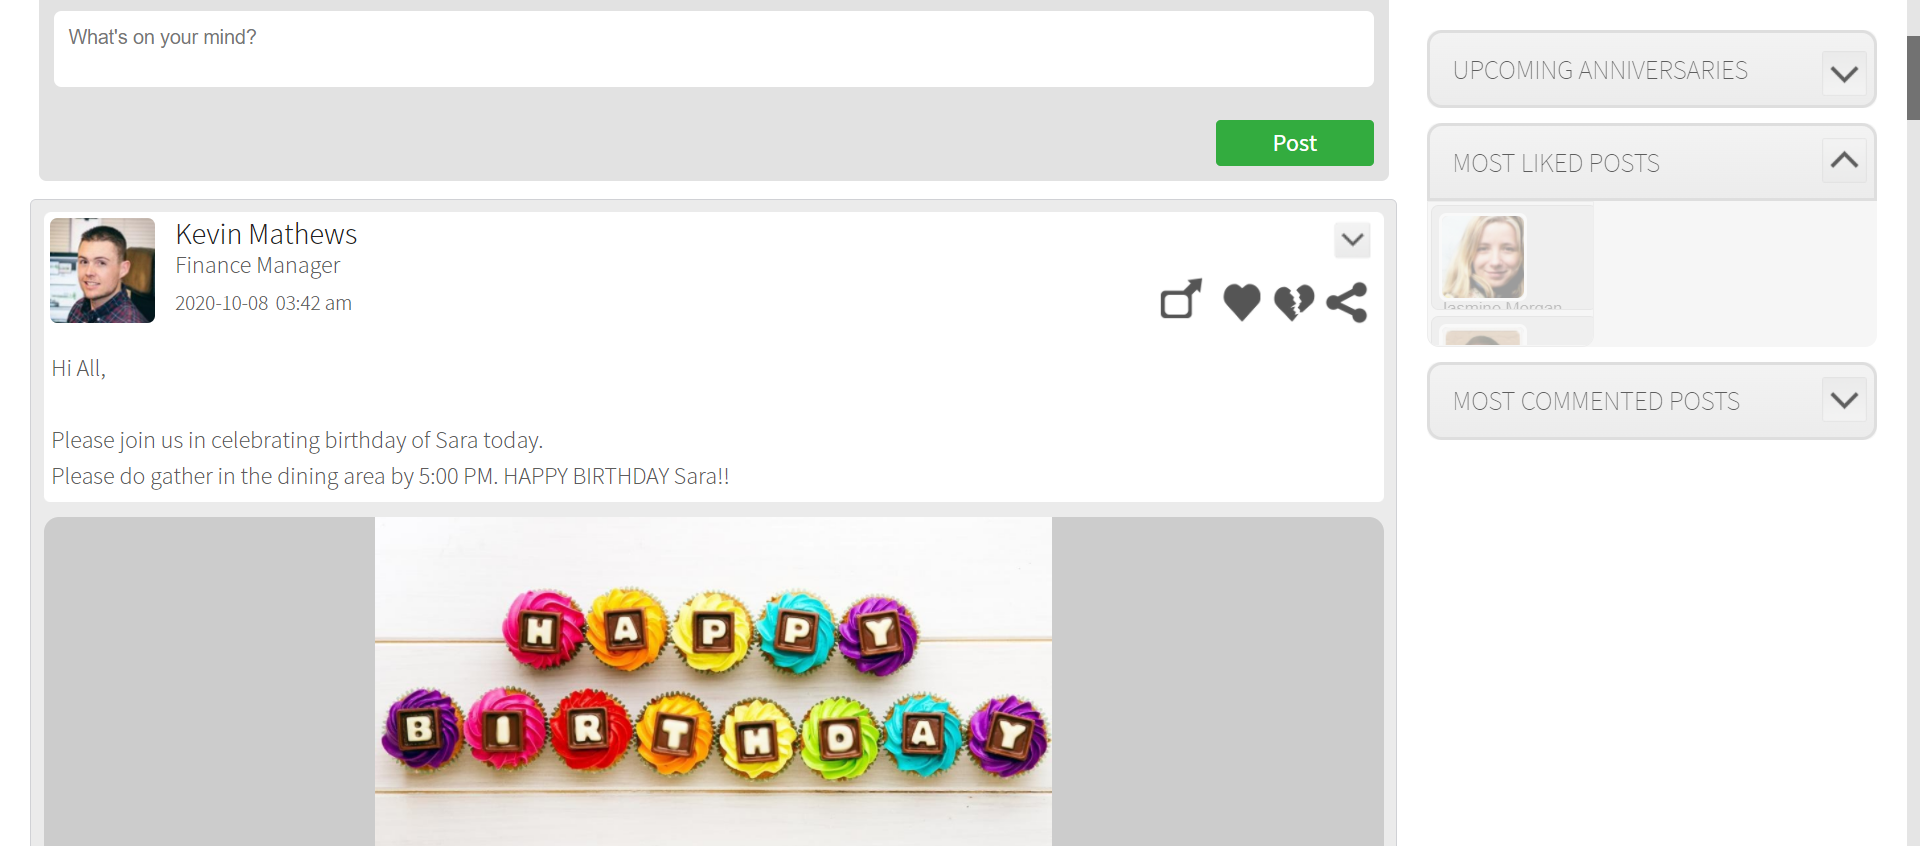 What's on your mind?
Post
Kevin Mathews
Finance Manager
2020-10-08 03:42 am
Hi All,
Please join us in celebrating birthday of Sara today.
Please do gather in the dining area by 5:00 PM. HAPPY BIRTHDAY Sara!!
HAPPY
BIRTHDAY
UPCOMING ANNIVERSARIES
MOST LIKED POSTS
Jasmine Morgan
MOST COMMENTED POSTS